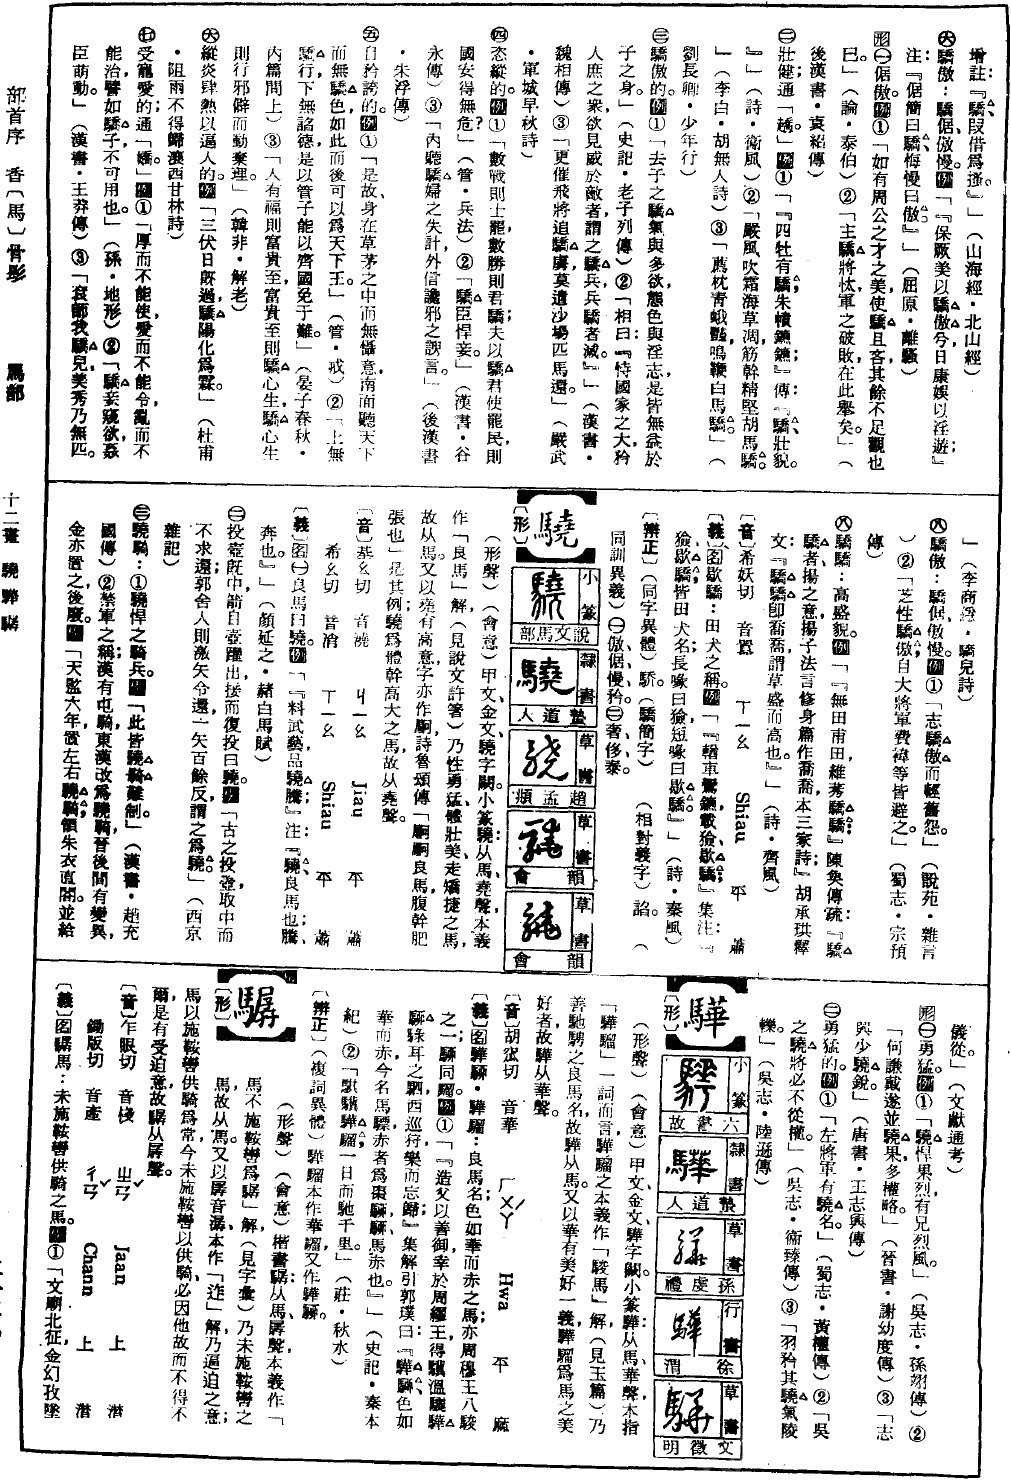 增註『驕叚借爲撟。』」(山海經・北山經)
㊅驕傲：驕倨傲慢。例「『保厥美以驕傲今日康娛以淫遊』
注『倨簡曰驕侮慢曰傲』」(屈原・離騷)
形㊀倨傲。例①「如有周公之才之美使驕且吝其餘不足觀也
已」(論・泰伯)②「主驕將忲軍之破敗在此舉矣」(
後漢書・袁紹傳)
㊁壯健通「趫」例①「『四牡有驕朱幩鑣鑣』傳『驕壯貌。
』」(詩・衛風)②「嚴風吹霜海草凋，筋幹精堅胡馬驕。
」(李白・胡無人詩)③「薦枕靑蛾豔，鳴鞭白馬驕」(
劉長卿・少年行)
㊂驕傲的。例①「去子之驕氣與多欲態色與淫志是皆無益於
子之身。」(史記・老子列傳)②「相曰『恃國家之大矜
人庶之衆欲見威於敵者謂之驕兵兵驕者滅。』」(漢書・
魏相傳)③「更催飛將追驕虜莫遣沙場匹馬還」(嚴武
・軍城早秋詩)
㊃恣縱的。例①「數戰則士罷數勝則君驕夫以驕君使罷民，則
國安得無危？」(管・兵法)②「驕臣悍妾。」(漢書・谷
永傳)③「內聽驕婦之失計，外信讒邪之諛言。」(後漢書
・朱浮傳)
㊄自矜誇的。例①「是故身在草茅之中而無懾意，南面聽天下
而無驕色，如此而後可以爲天下王。」(管・戒)②「上無
驕行下無諂德是以管子能以齊國免于難。」(晏子春秋・
內篇問上)③「人有福則富貴至富貴至則驕心生驕心生
則行邪僻而動棄理。」(韓非・解老)
㊅縱炎肆熱以逼人的。例「三伏日旣過，驕陽化爲霖。」(杜甫
・阻雨不得歸瀼西甘林詩)
㊆受寵愛的通「嬌。」例①「厚而不能使愛而不能令亂而不
能治，譬如驕子不可用也。」(孫・地形)②「驕妾窺欲姦
臣萌動。」(漢書・王莽傳)③「袞師我驕兒美秀乃無匹。
」(李商隱・驕兒詩)
㊇驕傲：驕倨傲慢。例①「志驕傲而輕舊怨。」(說苑・雜言
)②「芝性驕傲自大將軍費禕等皆避之。」(蜀志・宗預
傳)
㊇驕驕：高盛貌。例「『無田甫田維莠驕驕』陳奐傳疏『驕
驕者揚之意揚子法言修身篇作喬喬本三家詩』胡承珙釋
文『驕驕卽喬喬謂草盛而高也。』」(詩・齊風)
〔音〕希妖切　音囂　ㄒㄧㄠ　Shiau　平　蕭
〔義〕名歇驕：田犬之稱。例「『輶車鸞鑣載獫歇驕』集注『
獫歇驕皆田犬名；長喙曰獫短喙曰歇驕。』」(詩・秦風)
〔辨正〕(同字異體)骄。(驕簡字)　(相對義字)諂。(
同訓異義)㊀傲、倨、慢、矜。㊁奢、侈、泰。
驍
〔形〕
小篆
說文馬部
隸書
蟄道人
草書
趙孟頫
草書
韻會
草書
韻會
(形聲)(會意)甲文、金文、驍字闕。小篆驍从馬，堯聲，本義
作「良馬」解(見說文許箸)乃性勇猛、體壯美、走矯捷之馬，
故从馬。又以堯有高意字亦作駉詩魯頌傳「駉駉良馬腹幹肥
張也」是其例；驍爲體幹高大之馬，故从堯聲。
〔音〕基幺切　音澆　ㄐㄧㄠ　Jiau　平　蕭
希幺切　音消　ㄒㄧㄠ　Shiau　平　蕭
〔義〕名㊀良馬曰驍。例「『料武藝品驍騰』注『驍良馬也；騰
奔也。』」(顏延之・赭白馬賦)
㊁投壺旣中，箭自壺躍出，接而復投曰驍。例「古之投壺取中而
不求還；郭舍人則激矢令還，一矢百餘反，謂之爲驍」(西京
雜記)
㊂驍騎：①驍悍之騎兵。例「此皆驍騎難制。」(漢書・趙充
國傳)②禁軍之稱，漢有屯騎東漢改爲驍騎，晉後間有變異，
金亦置之後廢。例「天監六年置左右驍騎，領朱衣直閣，並給
儀從。」(文獻通考)
形㊀勇猛。例①「驍悍果烈有兄烈風。」(吳志・孫翊傳)②
「何謙戴遂並驍果多權略。」(晉書・謝幼度傳)③「志
興少驍銳」(唐書・王志興傳)
㊁勇猛的。例①「左將軍有驍名。」(蜀志・黃權傳)②「吳
之驍將必不從權。」(吳志・衛臻傳)③「羽矜其驍氣陵
轢。」(吳志・陸遜傳)
驊
〔形〕
小篆
六書故
隸書
蟄道人
草書
孫虔禮
行書
徐渭
草書
文徵明
(形聲)(會意)甲文、金文、驊字闕。小篆驊从馬，華聲，本指
「驊騮」一詞而言驊騮之本義作「駿馬」解(見玉篇)乃
善馳騁之良馬名故驊从馬。又以華有美好一義驊騮爲馬之美
好者故驊从華聲。
〔音〕胡瓜切　音華　ㄏㄨㄚˊ　Hwa　平　麻
〔義〕名驊騮・驊騮：良馬名色如華而赤之馬亦周穆王八駿
之一；騮同騮。例①「『造父以善御幸於周繆王得驥溫驪驊
騮騄耳之駟西巡狩樂而忘歸』集解引郭璞曰：『驊騮色如
華而赤今名馬驃赤者爲棗騮騮馬赤也。』」(史記・秦本
紀)②「騏驥驊騮一日而馳千里。」(莊・秋水)
〔辨正〕(複詞異體)驊騮本作華騮又作驊騮。
驏
〔形〕
(形聲)(會意)楷書驏从馬，孱聲，本義作「
馬不施鞍轡爲驏」解(見字彙)乃未施鞍轡之
馬故从馬。又以孱音潺本作「迮」解乃逼迫之意；
馬以施鞍轡供騎爲常今未施鞍轡以供騎必因他故而不得不
爾是有受迫意故驏从孱聲。
〔音〕乍眼切　音棧　ㄓㄢˇ　Jaan　上　潸
鋤版切　音產　ㄔㄢˇ　Chann　上　潸
〔義〕名驏馬：未施鞍轡供騎之馬。例①「文廟北征，金幻孜墜
部首序　香〔馬〕骨髟　馬部　十二畫　驍驊驏